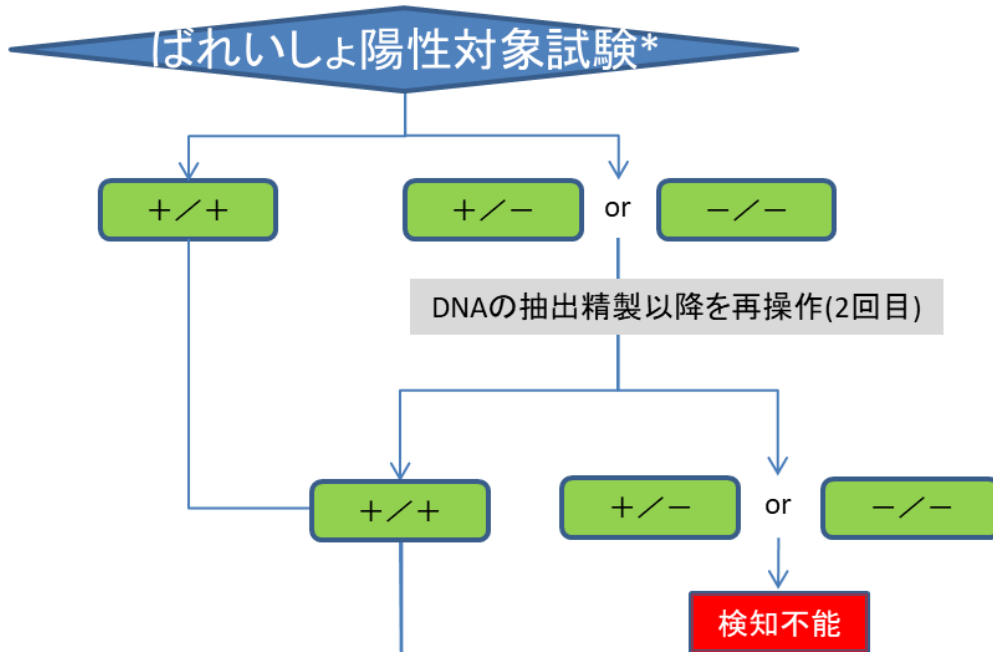 ばれいしょ陽性対象試験*
+/+
+/-
or
-/-
DNAの抽出精製以降を再操作(2回目)
+/+
+/-
or
-/-
検知不能